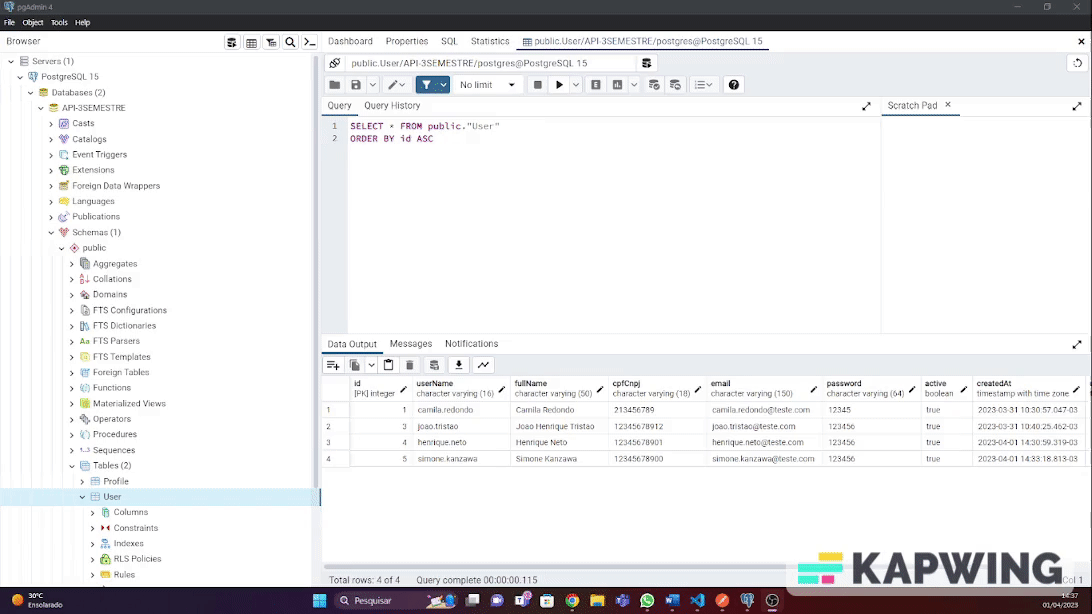 pgAdmin 4
File Object Tools Help
Browser
Dashboard Properties SQL Statistics public.User/API-3SEMESTRE/postgres@PostgreSQL 15
public.User/API-3SEMESTRE/postgres@PostgreSQL 15
No limit
Query Query History Scratch Pad
1 SELECT * FROM public."User"
2 ORDER BY id ASC
Servers (1)
PostgreSQL 15
Databases (2)
API-3SEMESTRE
Casts
Catalogs
Event Triggers
Extensions
Foreign Data Wrappers
Languages
Publications
Schemas (1)
public
Aggregates
Collations
Domains
FTS Configurations
FTS Dictionaries
FTS Parsers
FTS Templates
Foreign Tables
Functions
Materialized Views
Operators
Procedures
Sequences
Tables (2)
Profile
User
Columns
Constraints
Indexes
RLS Policies
Rules
Data Output Messages Notifications
id userName fullName cpfCnpj email password active createdAt
[PK] integer character varying (16) character varying (50) character varying (18) character varying (150) character varying (64) boolean timestamp with time zone
1 1 camila.redondo Camila Redondo 213456789 camila.redondo@teste.com 12345 true 2023-03-31 10:30:57.047-03
2 3 joao.tristao Joao Henrique Tristao 12345678912 joao.tristao@teste.com 123456 true 2023-03-31 10:40:25.462-03
3 4 henrique.neto Henrique Neto 12345678901 henrique.neto@teste.com 123456 true 2023-04-01 14:30:59.319-03
4 5 simone.kanzawa Simone Kanzawa 12345678900 simone.kanzawa@teste.com 123456 true 2023-04-01 14:33:18.813-03
Total rows: 4 of 4 Query complete 00:00:00.115
Col 1
KAPWING
30°C
Ensolarado
Pesquisar
14:37
01/04/2023